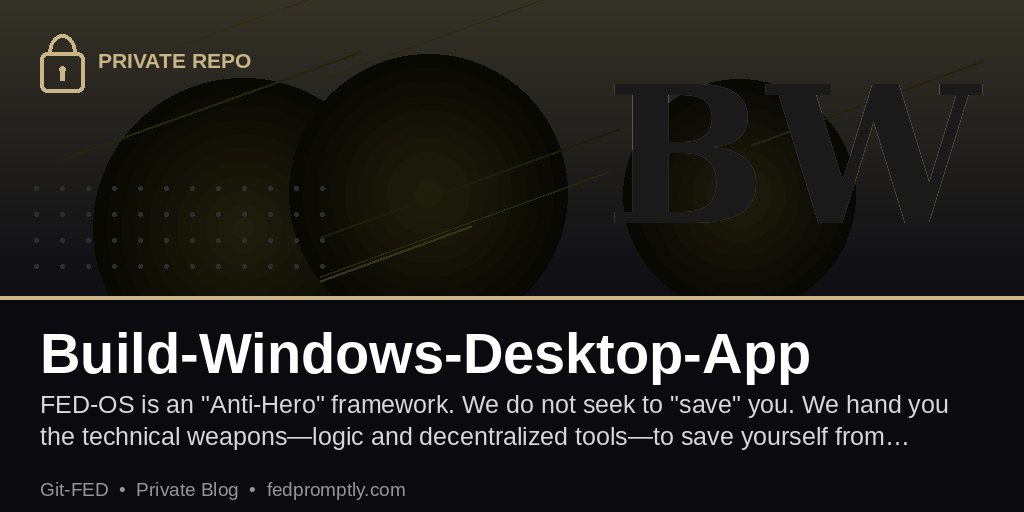 PRIVATE REPO
BW
Build-Windows-Desktop-App
FED-OS is an "Anti-Hero" framework. We do not seek to "save" you. We hand you
the technical weapons—logic and decentralized tools—to save yourself from…
Git-FED • Private Blog • fedpromptly.com